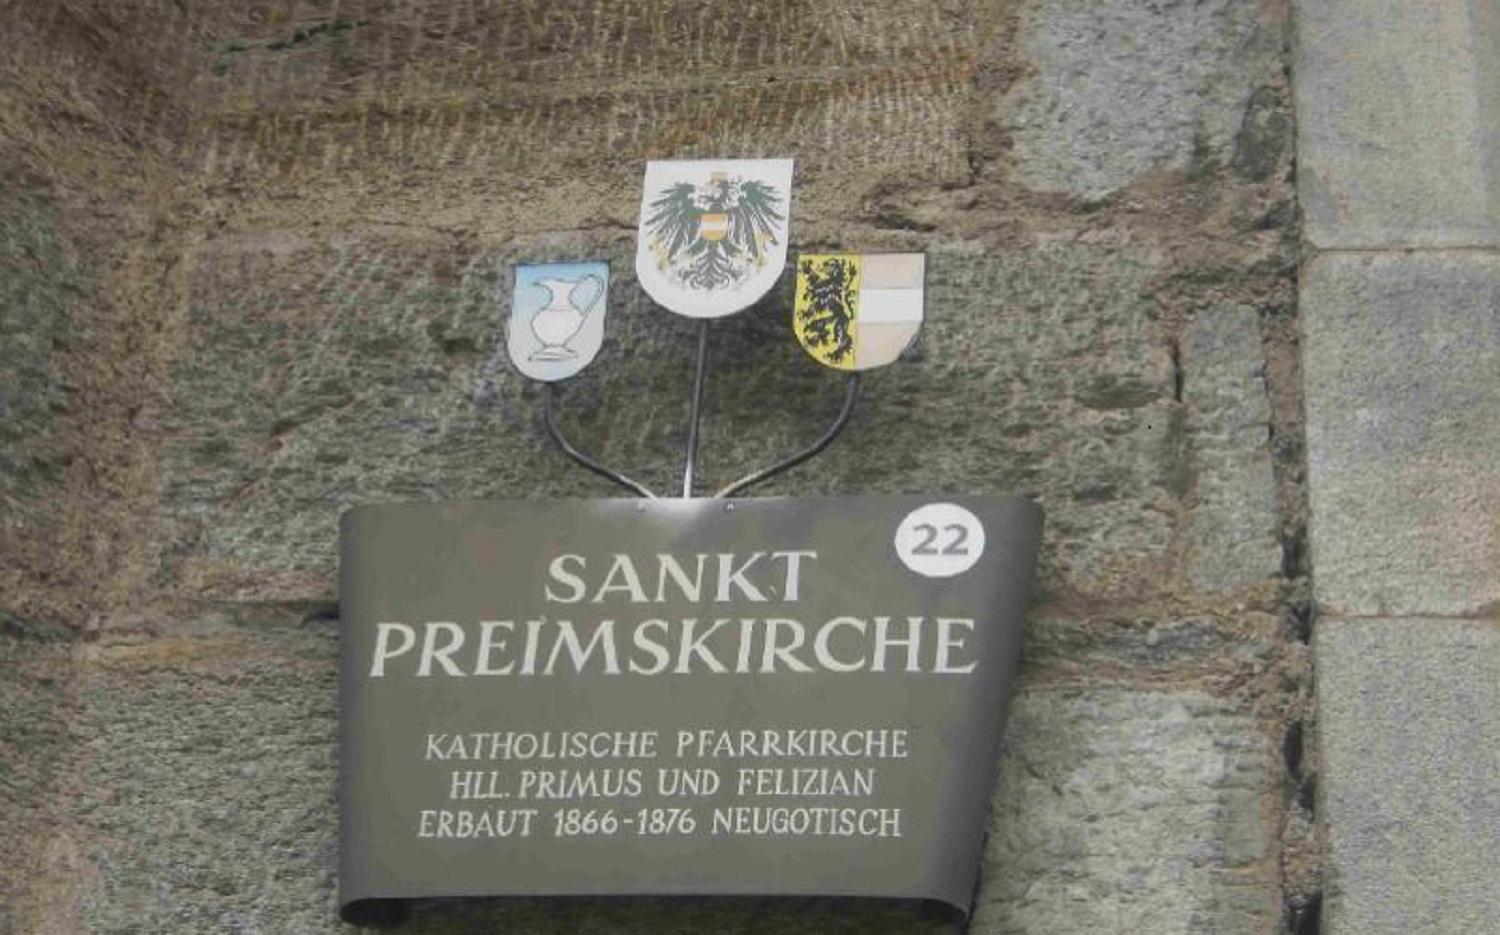 22
SANKT
PREIMSKIRCHE
KATHOLISCHE PFARRKIRCHE
HLL. PRIMUS UND FELIZIAN
ERBAUT 1866-1876 NEUGOTISCH